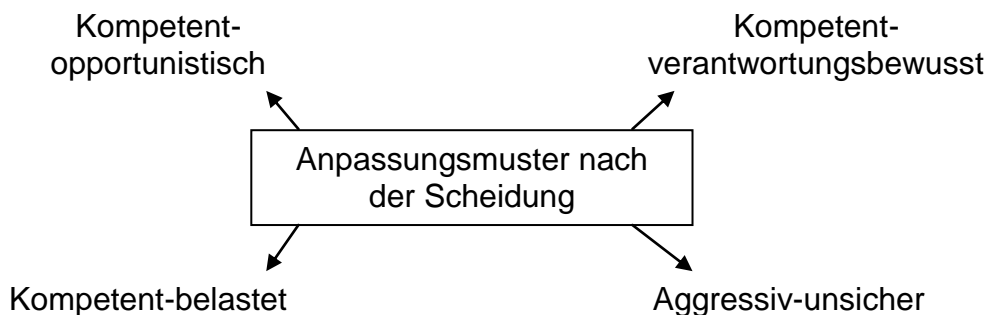 Kompetent-
opportunistisch
Kompetent-
verantwortungsbewusst
Anpassungsmuster nach
der Scheidung
Kompetent-belastet
Aggressiv-unsicher